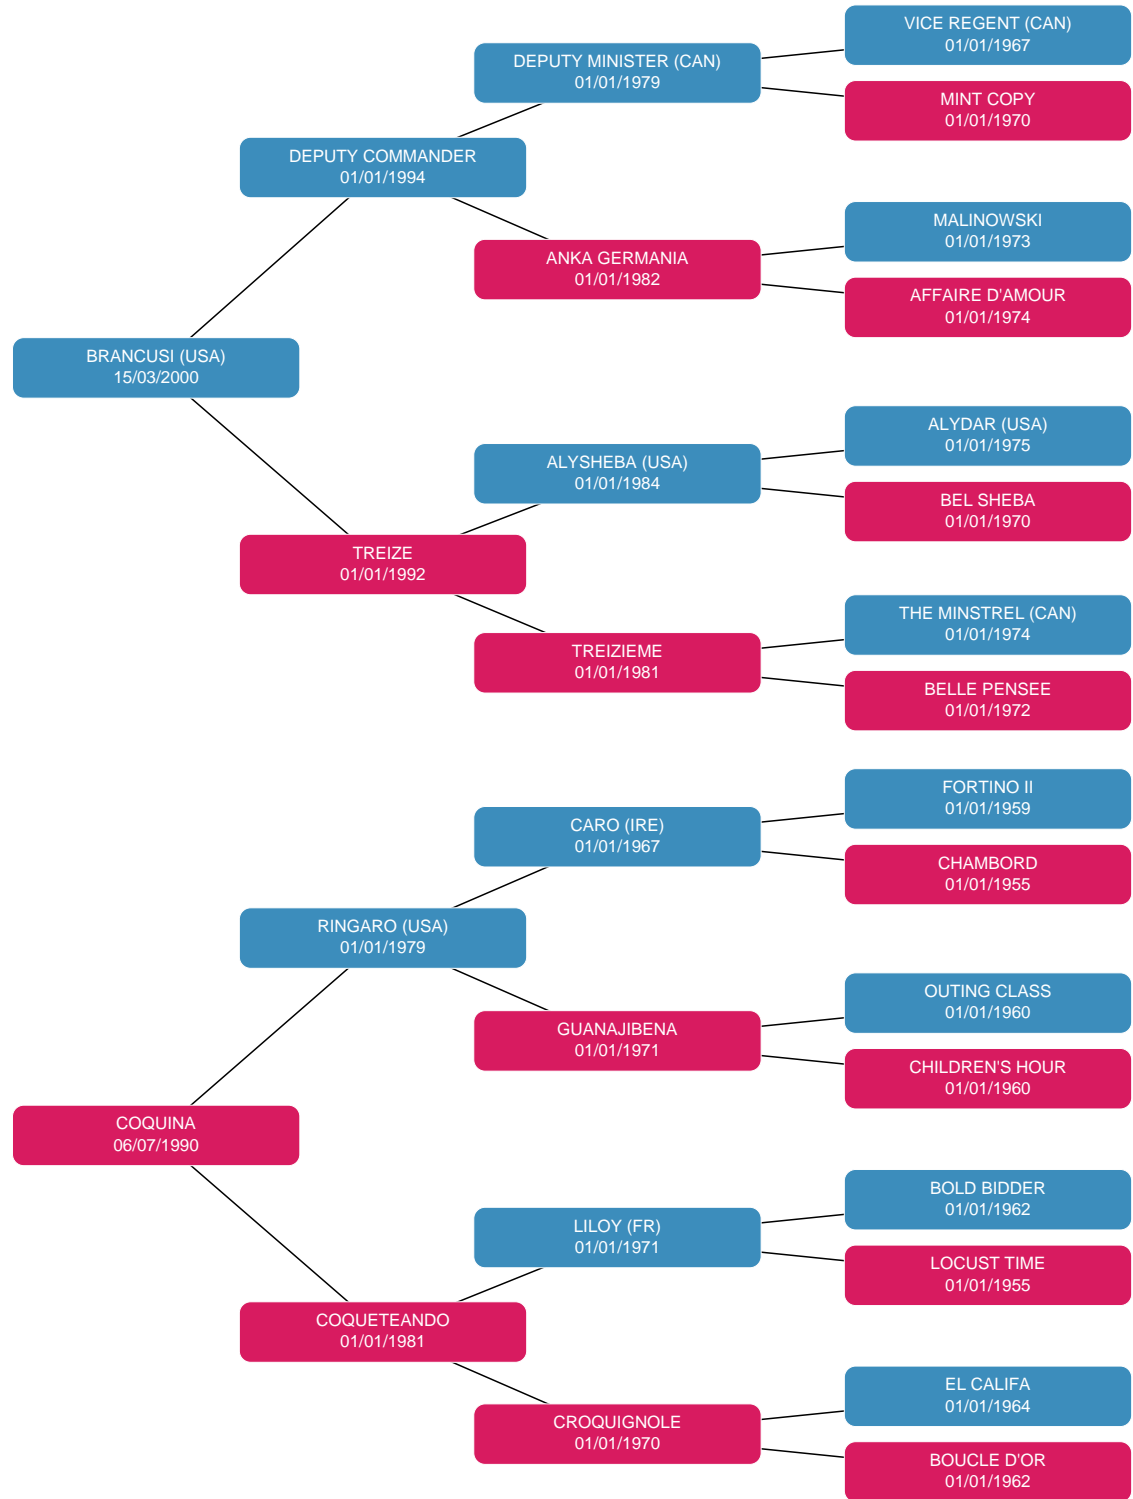 VICE REGENT (CAN)
01/01/1967
DEPUTY MINISTER (CAN)
01/01/1979
MINT COPY
01/01/1970
DEPUTY COMMANDER
01/01/1994
MALINOWSKI
01/01/1973
ANKA GERMANIA
01/01/1982
AFFAIRE D'AMOUR
01/01/1974
BRANCUSI (USA)
15/03/2000
ALYDAR (USA)
01/01/1975
ALYSHEBA (USA)
01/01/1984
BEL SHEBA
01/01/1970
TREIZE
01/01/1992
THE MINSTREL (CAN)
01/01/1974
TREIZIEME
01/01/1981
BELLE PENSEE
01/01/1972
FORTINO II
01/01/1959
CARO (IRE)
01/01/1967
CHAMBORD
01/01/1955
RINGARO (USA)
01/01/1979
OUTING CLASS
01/01/1960
GUANAJIBENA
01/01/1971
CHILDREN'S HOUR
01/01/1960
COQUINA
06/07/1990
BOLD BIDDER
01/01/1962
LILOY (FR)
01/01/1971
LOCUST TIME
01/01/1955
COQUETEANDO
01/01/1981
EL CALIFA
01/01/1964
CROQUIGNOLE
01/01/1970
BOUCLE D'OR
01/01/1962